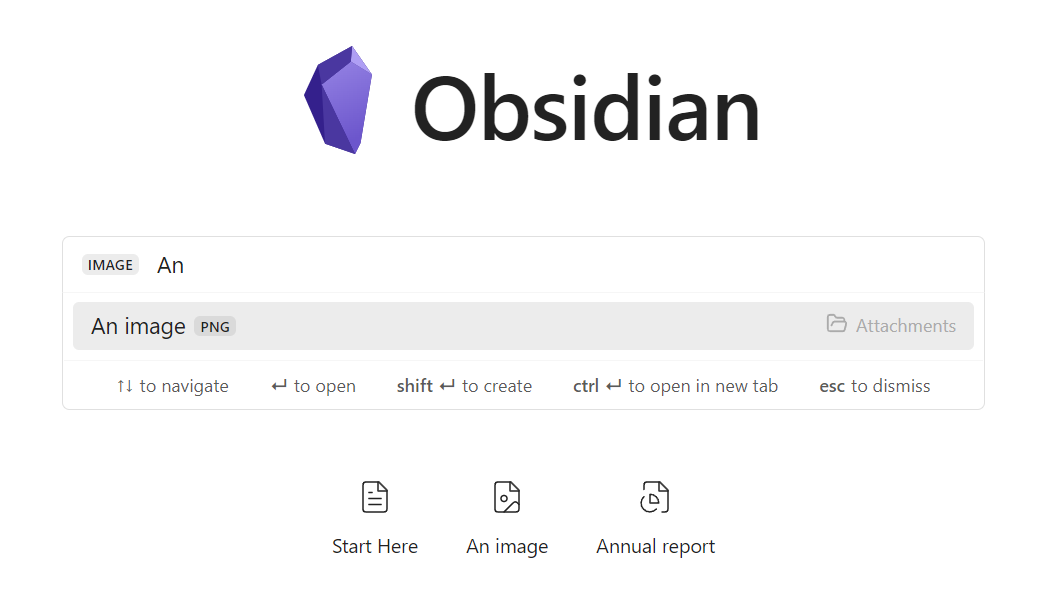 Obsidian
IMAGE An
An image PNG Attachments
↑↓ to navigate ↵ to open shift ↵ to create ctrl ↵ to open in new tab esc to dismiss
Start Here An image Annual report